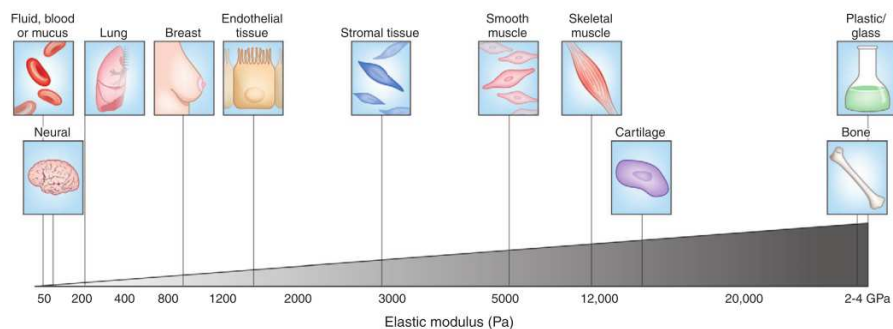 Fluid, blood
or mucus
Lung
Breast
Endothelial
tissue
Stromal tissue
Smooth
muscle
Skeletal
muscle
Plastic/
glass
Neural
Cartilage
Bone
50 200 400 800 1200 2000 3000 5000 12,000 20,000 2-4 GPa
Elastic modulus (Pa)